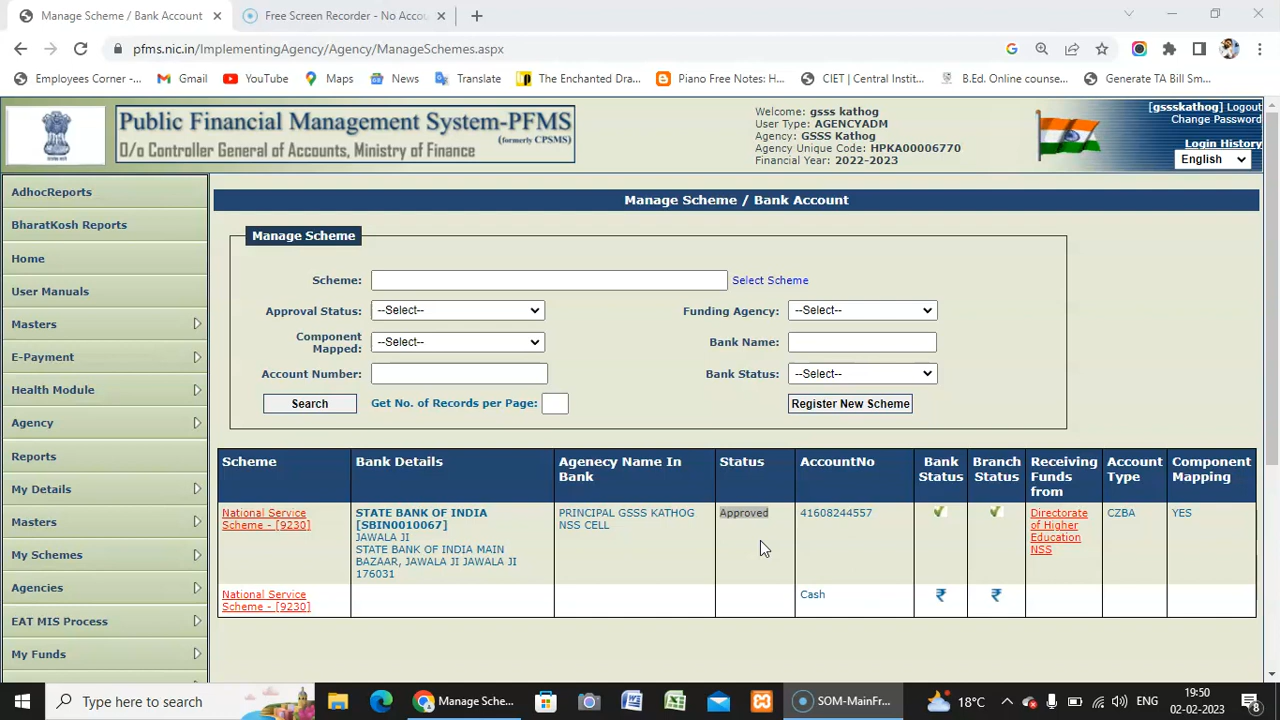 Manage Schemes / Bank Account
Free Screen Recorder - No Accou
pfms.nic.in/ImplementingAgency/Agency/ManageSchemes.aspx
Employees Corner -...
Gmail
YouTube
Maps
News
Translate
The Enchanted Dra...
Piano Free Notes: H...
CIET | Central Instit...
B.Ed. Online counse...
Generate TA Bill Sm...
Public Financial Management System-PFMS
(formerly CPSMS)
O/o Controller General of Accounts, Ministry of Finance
Welcome: gsss kathog
User Type: AGENCYADM
Agency: GSSS Kathog
Agency Unique Code: HPKA00006770
Financial Year: 2022-2023
[gssskathog] Logout
Change Password
Login History
English
AdhocReports
BharatKosh Reports
Home
User Manuals
Masters
E-Payment
Health Module
Agency
Reports
My Details
Masters
My Schemes
Agencies
EAT MIS Process
My Funds
Manage Scheme / Bank Account
Manage Scheme
Scheme:
Select Scheme
Approval Status: --Select--
Funding Agency: --Select--
Component
Mapped: --Select--
Bank Name:
Account Number:
Bank Status: --Select--
Search
Get No. of Records per Page:
Register New Scheme
Scheme
Bank Details
Agenecy Name In
Bank
Status
AccountNo
Bank
Status
Branch
Status
Receiving
Funds
from
Account
Type
Component
Mapping
National Service
Scheme - [9230]
STATE BANK OF INDIA
[SBIN0010067]
JAWALA JI
STATE BANK OF INDIA MAIN
BAZAAR, JAWALA JI JAWALA JI
176031
PRINCIPAL GSSS KATHOG
NSS CELL
Approved
41608244557
Directorate
of Higher
Education
NSS
CZBA
YES
National Service
Scheme - [9230]
Cash
Type here to search
Manage Sche...
SOM-MainFr...
18°C
ENG
19:50
02-02-2023
8